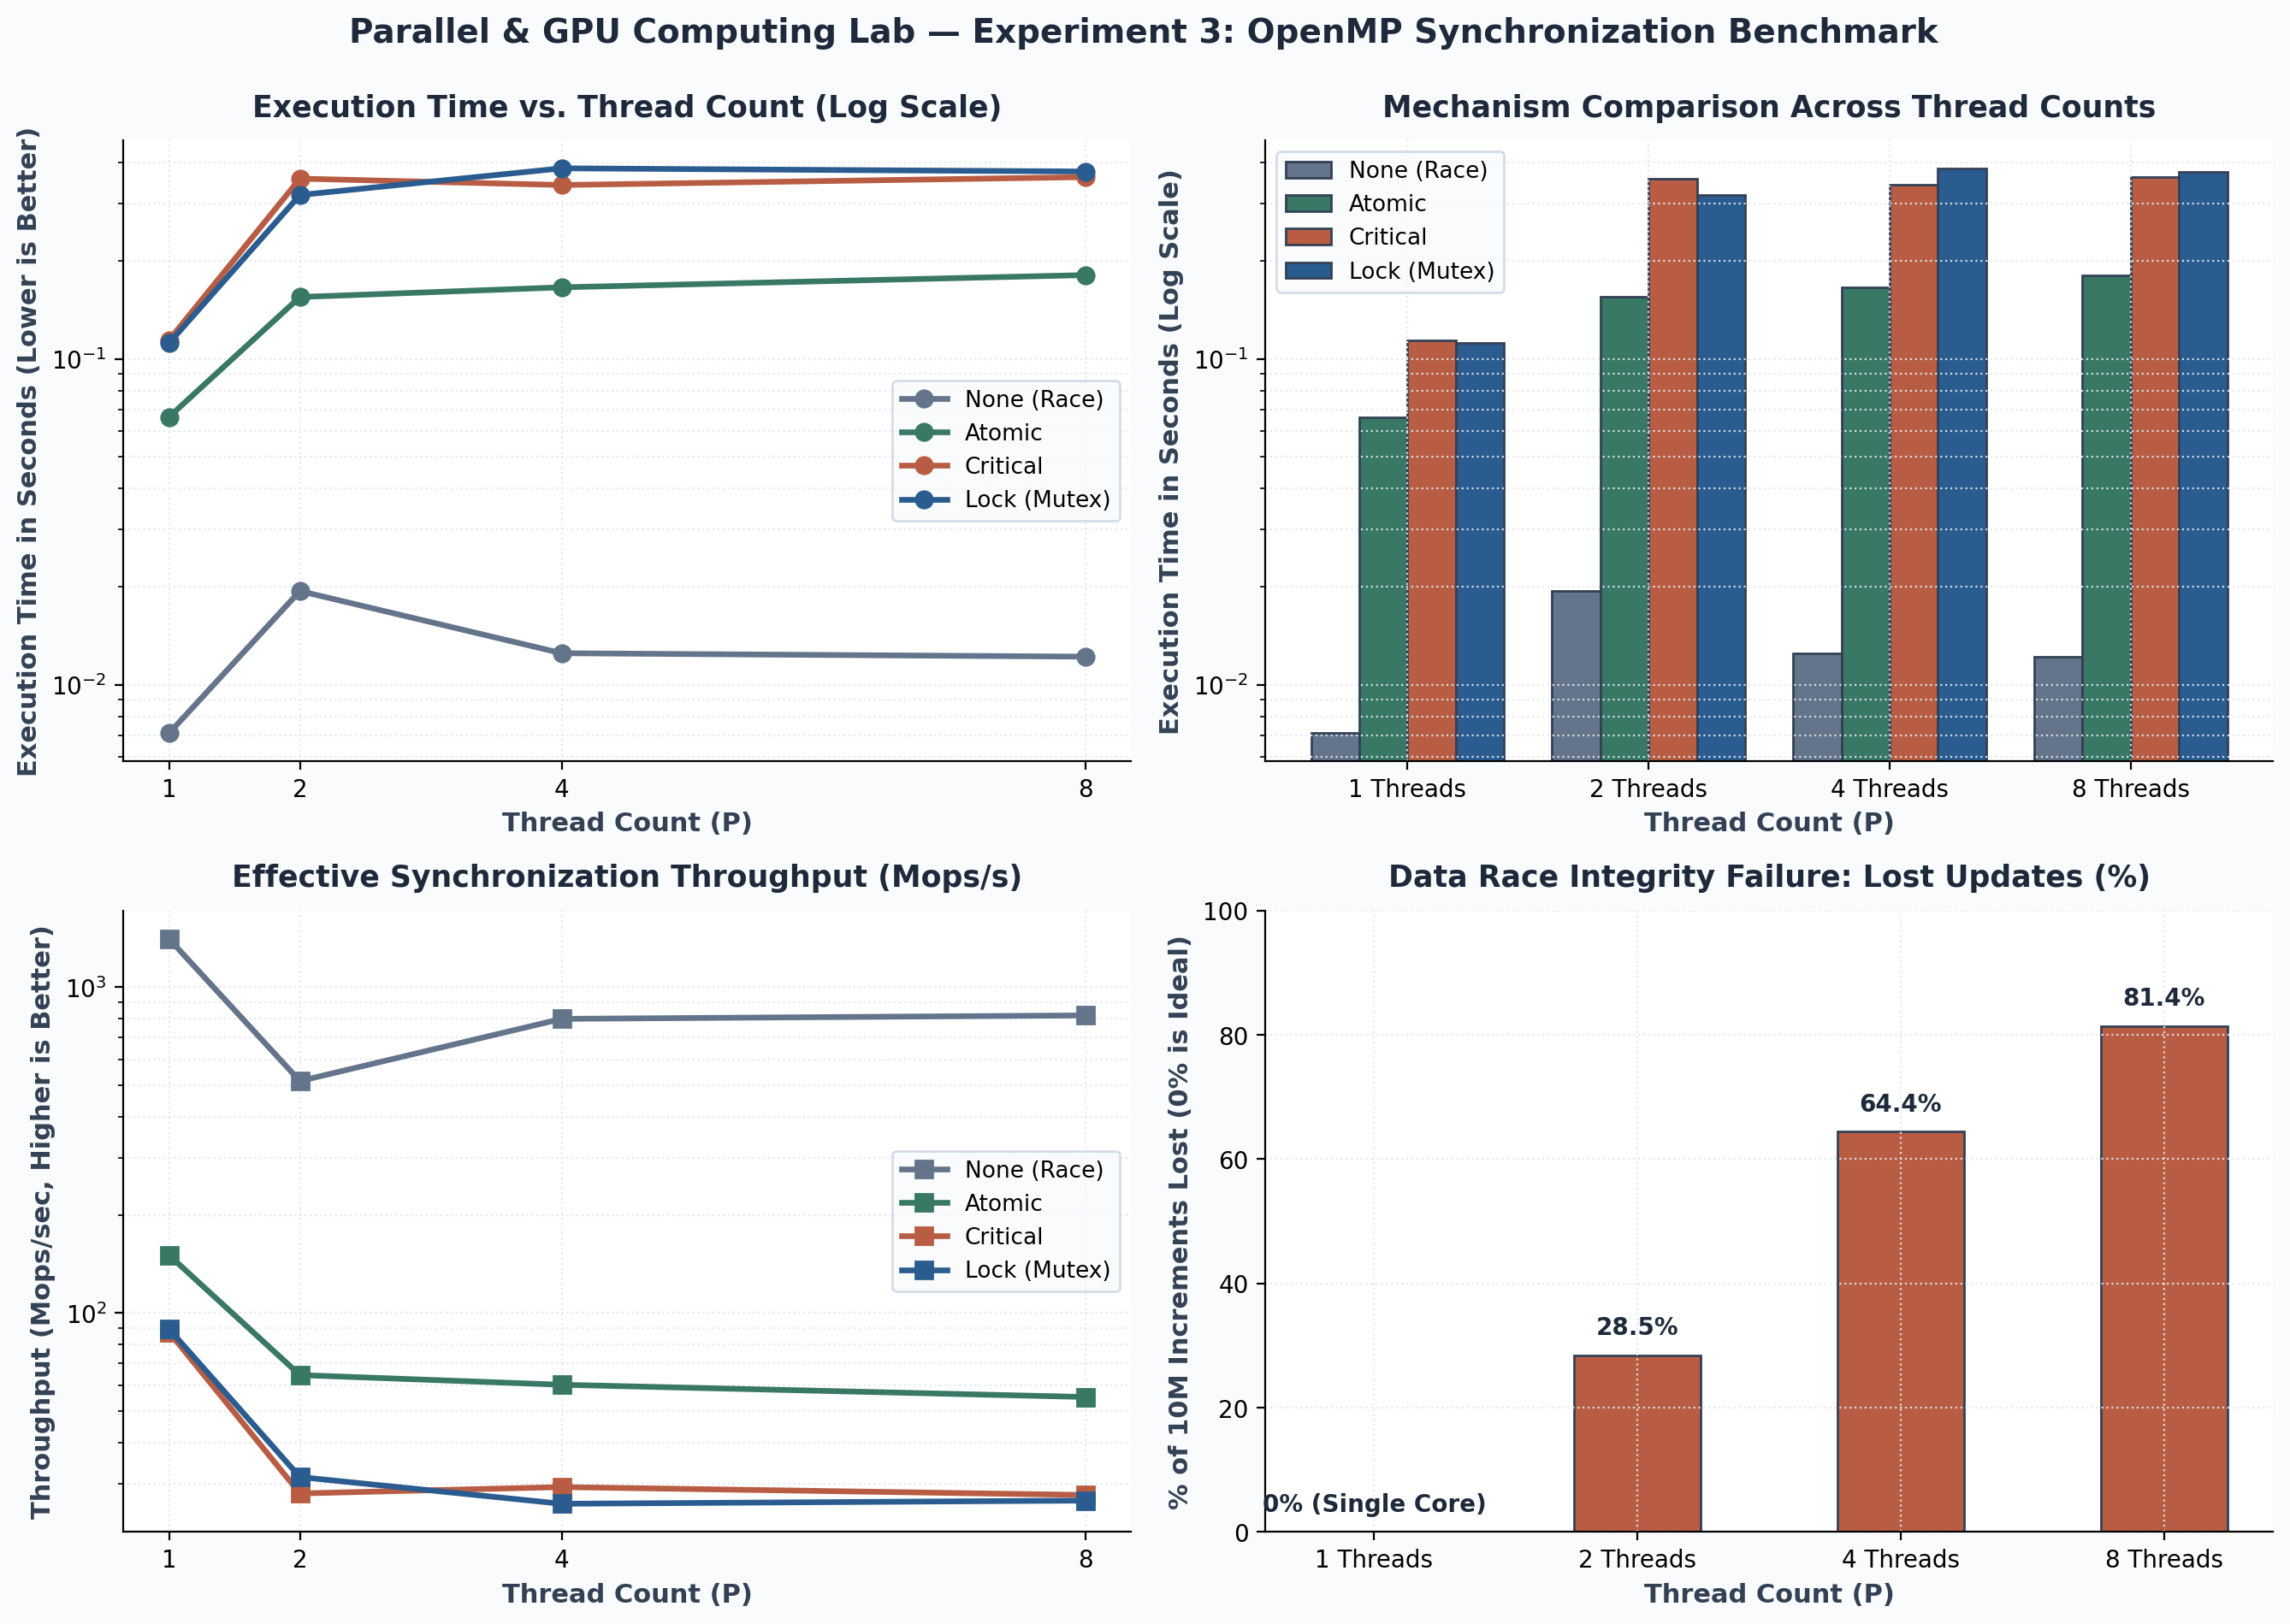 Parallel & GPU Computing Lab — Experiment 3: OpenMP Synchronization Benchmark
Execution Time vs. Thread Count (Log Scale)
Execution Time in Seconds (Lower is Better)
10⁻¹
10⁻²
None (Race)
Atomic
Critical
Lock (Mutex)
1
2
4
8
Thread Count (P)
Mechanism Comparison Across Thread Counts
Execution Time in Seconds (Log Scale)
10⁻¹
10⁻²
None (Race)
Atomic
Critical
Lock (Mutex)
1 Threads
2 Threads
4 Threads
8 Threads
Thread Count (P)
Effective Synchronization Throughput (Mops/s)
Throughput (Mops/sec, Higher is Better)
10³
10²
None (Race)
Atomic
Critical
Lock (Mutex)
1
2
4
8
Thread Count (P)
Data Race Integrity Failure: Lost Updates (%)
% of 10M Increments Lost (0% is Ideal)
100
80
60
40
20
0
0% (Single Core)
28.5%
64.4%
81.4%
1 Threads
2 Threads
4 Threads
8 Threads
Thread Count (P)